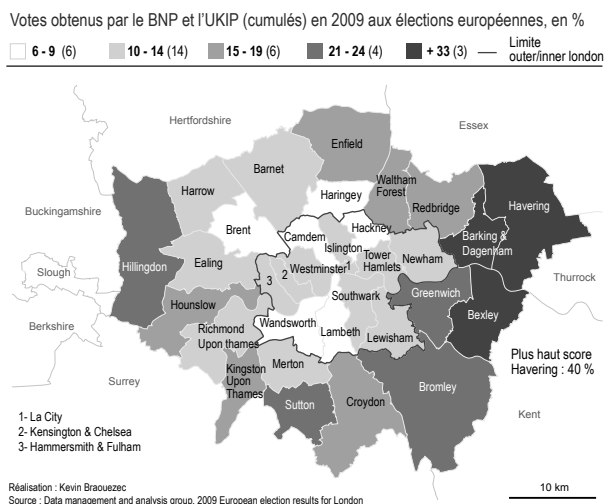 Votes obtenus par le BNP et l'UKIP (cumulés) en 2009 aux élections européennes, en %
6 - 9 (6)
10 - 14 (14)
15 - 19 (6)
21 - 24 (4)
+ 33 (3)
Limite
outer/inner london
Hertfordshire
Essex
Enfield
Barnet
Harrow
Waltham
Forest
Redbridge
Havering
Haringey
Buckingamshire
Brent
Camdem
Hackney
Islington
Barking &
Dagenham
Hillingdon
Ealing
3
2
Westminster
1
Tower
Hamlets
Newham
Slough
Thurrock
Hounslow
Southwark
Greenwich
Berkshire
Richmond
Upon thames
Wandsworth
Lambeth
Lewisham
Bexley
Plus haut score
Havering : 40 %
Surrey
Kingston
Upon
Thames
Merton
Sutton
Croydon
Bromley
Kent
1- La City
2- Kensington & Chelsea
3- Hammersmith & Fulham
Réalisation : Kevin Braouezec
Source : Data management and analysis group, 2009 European election results for London
10 km